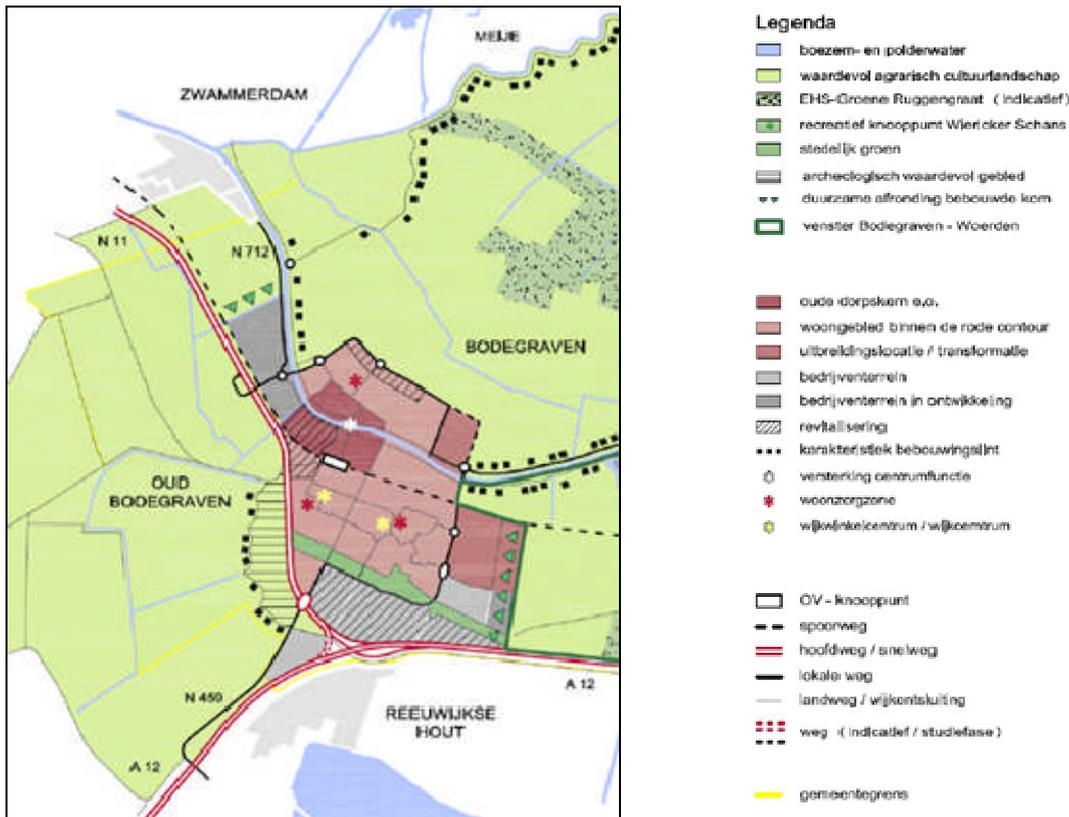 MEIJE
ZWAMMERDAM
N 11
N 712
BODEGRAVEN
OUD
BODEGRAVEN
N 459
A 12
REEUWIJKSE
HOUT
A 12
Legenda
boezem- en polderwater
waardevol agrarisch cultuurlandschap
EHS-Groene Ruggengraat ( indicatief)
recreatief knooppunt Wiericker Schans
stedelijk groen
archeologisch waardevol gebied
duurzame afronding bebouwde kom
venster Bodegraven - Woerden
oude dorpskern e.o.
woongebied binnen de rode contour
uitbreidingslocatie / transformatie
bedrijventerrein
bedrijventerrein in ontwikkeling
revitalisering
karakteristiek bebouwingslint
versterking centrumfunctie
woonzorgzone
wijkwinkelcentrum / wijkcentrum
OV - knooppunt
spoorweg
hoofdweg / snelweg
lokale weg
landweg / wijkontsluiting
weg ( indicatief / studiefase )
gemeentegrens